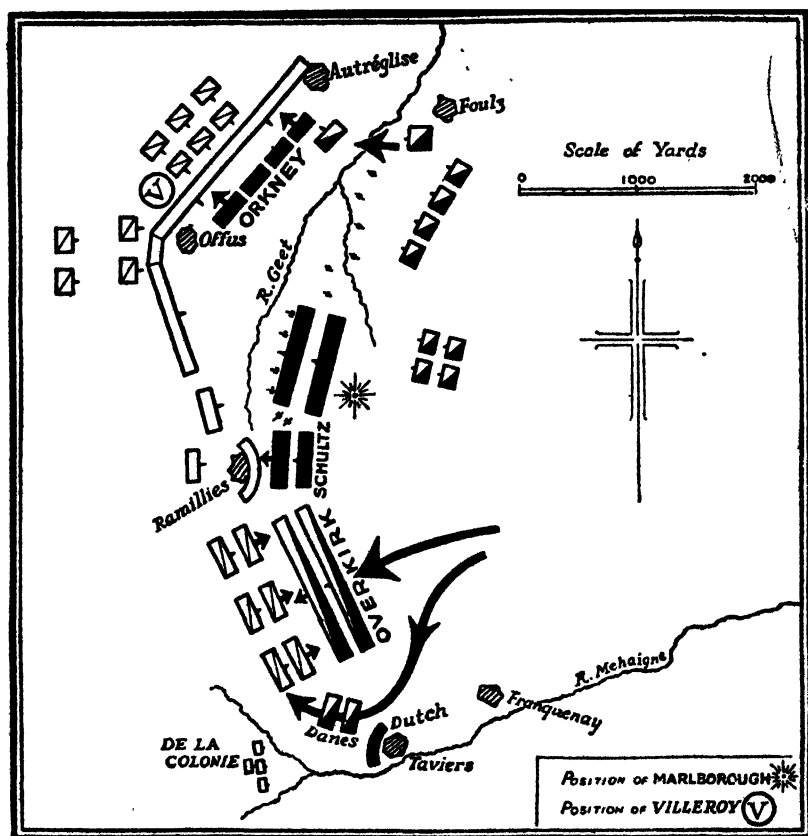 Autréglise
Foulz
Scale of Yards
0 1000 2000
ORKNEY
V
Offus
R. Geet
SCHULTZ
Ramillies
OVERKIRK
R. Mehaigne
Franquenay
Danes
Dutch
Taviers
DE LA
COLONIE
POSITION OF MARLBOROUGH
POSITION OF VILLEROY V